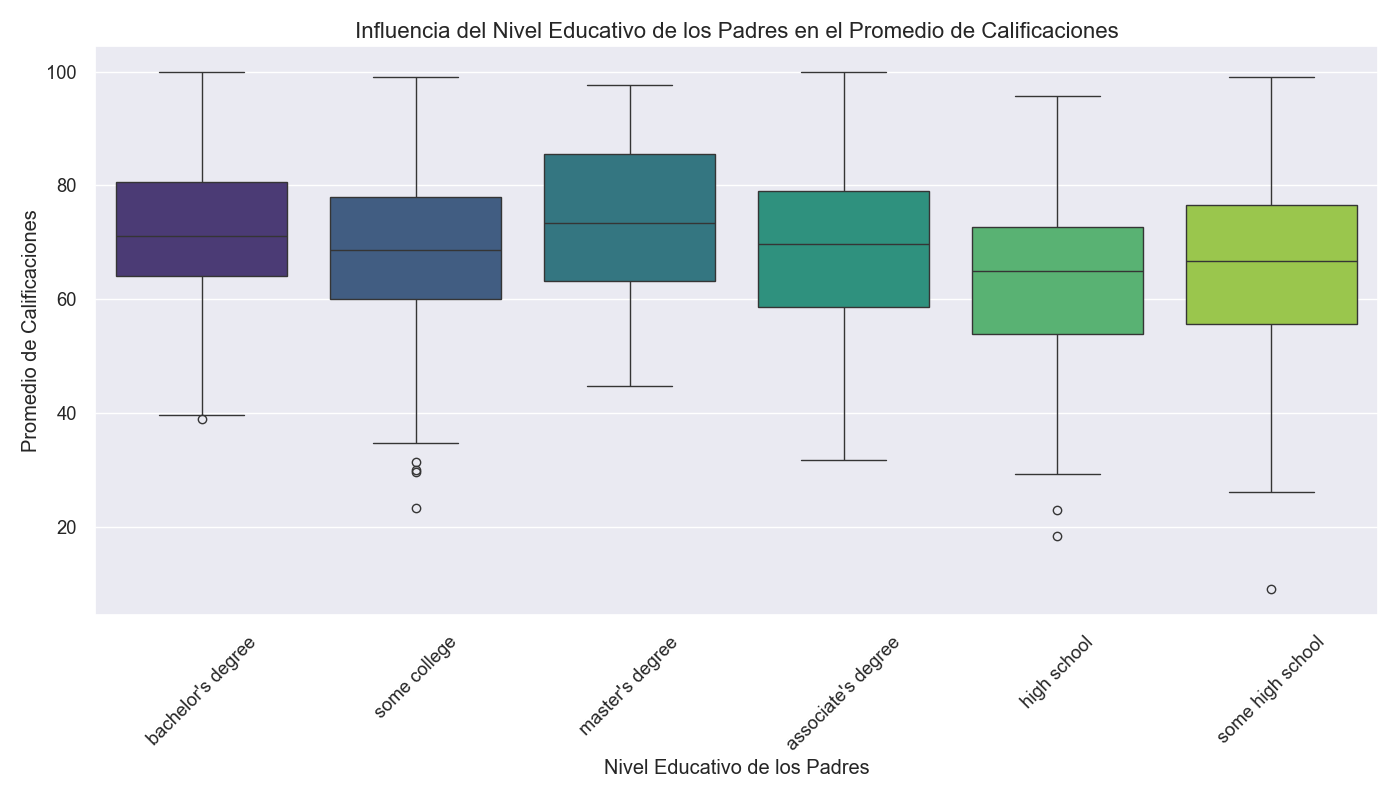 Influencia del Nivel Educativo de los Padres en el Promedio de Calificaciones
Promedio de Calificaciones
100
80
60
40
20
bachelor's degree
some college
master's degree
associate's degree
high school
some high school
Nivel Educativo de los Padres